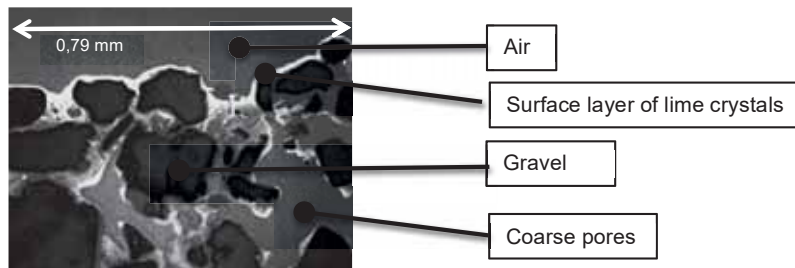 0,79 mm
Air
Surface layer of lime crystals
Gravel
Coarse pores